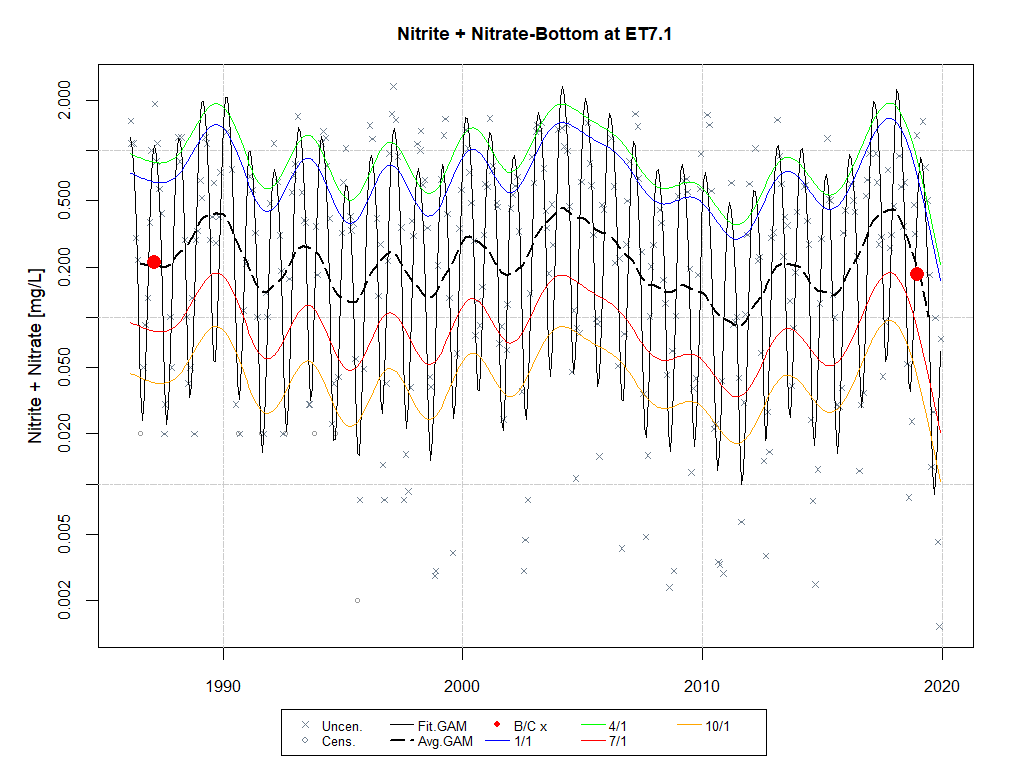 Nitrite + Nitrate-Bottom at ET7.1
Nitrite + Nitrate [mg/L]
2.000
0.500
0.200
0.050
0.020
0.005
0.002
1990 2000 2010 2020
Uncen. Fit.GAM B/C x 4/1 10/1
Cens. Avg.GAM 1/1 7/1